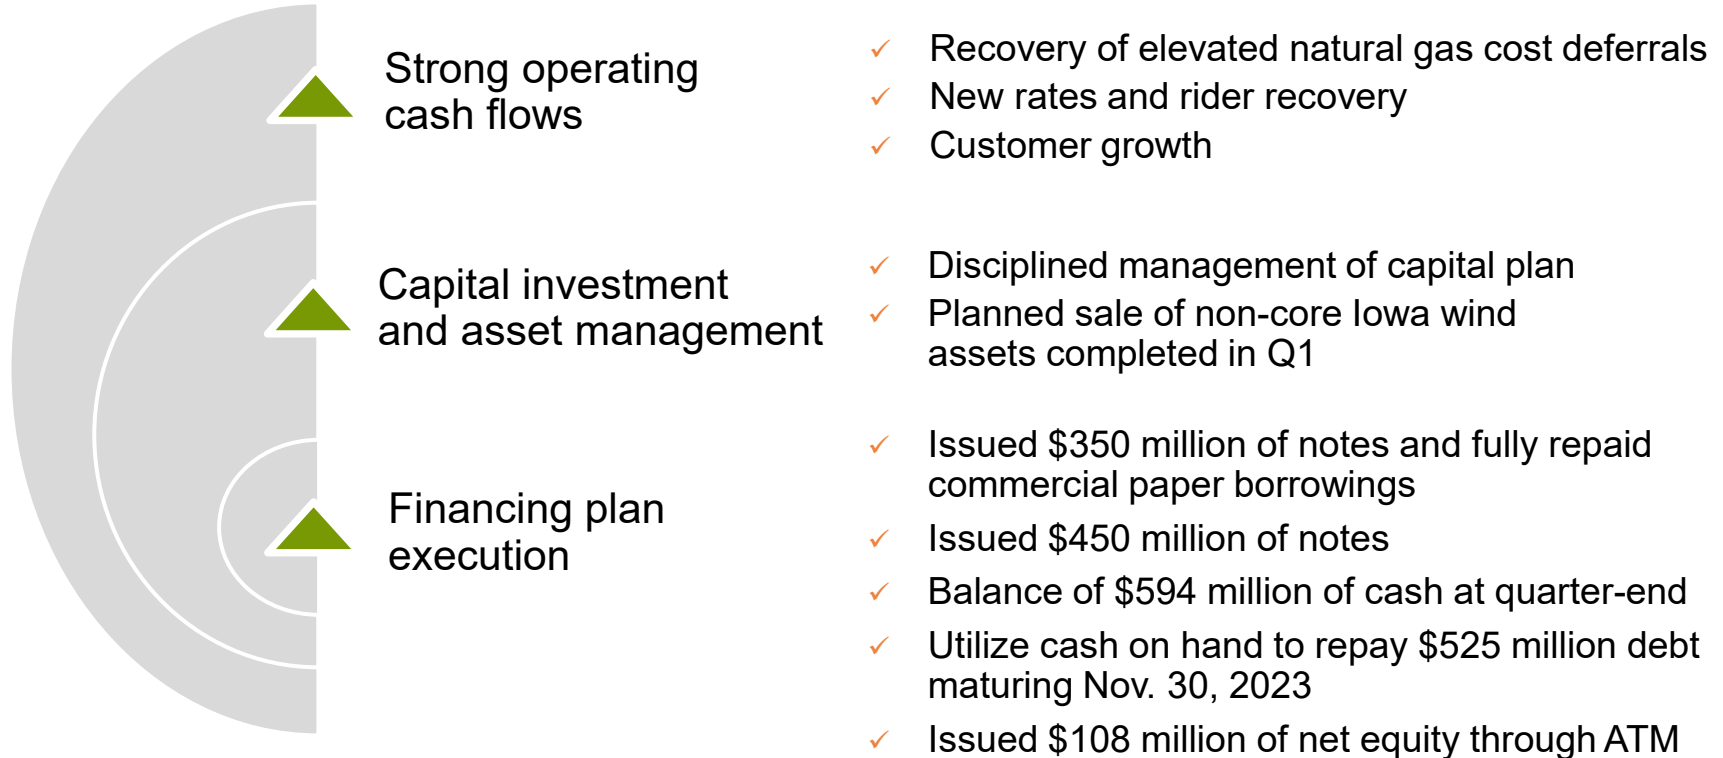 Strong operating
cash flows
✓ Recovery of elevated natural gas cost deferrals
✓ New rates and rider recovery
✓ Customer growth
Capital investment
and asset management
✓ Disciplined management of capital plan
✓ Planned sale of non-core Iowa wind
assets completed in Q1
Financing plan
execution
✓ Issued $350 million of notes and fully repaid
commercial paper borrowings
✓ Issued $450 million of notes
✓ Balance of $594 million of cash at quarter-end
✓ Utilize cash on hand to repay $525 million debt
maturing Nov. 30, 2023
✓ Issued $108 million of net equity through ATM